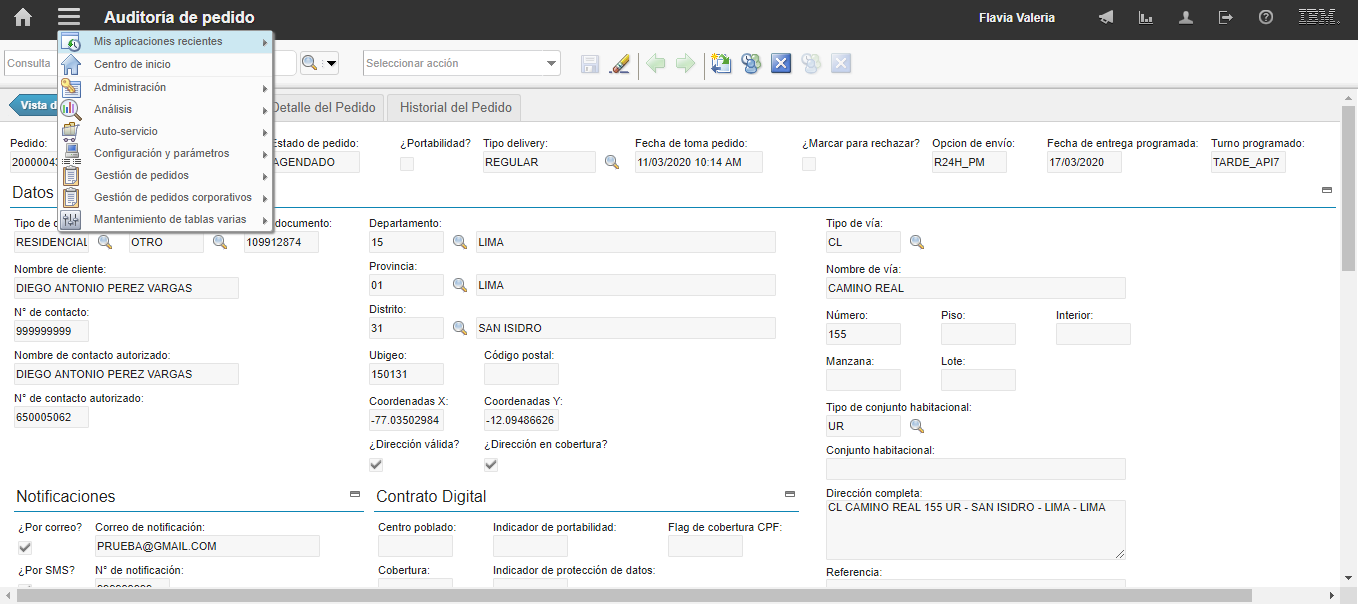 Auditoría de pedido
Flavia Valeria
IBM.
Consulta
Seleccionar acción
Mis aplicaciones recientes
Centro de inicio
Administración
Análisis
Auto-servicio
Configuración y parámetros
Gestión de pedidos
Gestión de pedidos corporativos
Mantenimiento de tablas varias
Vista d
Detalle del Pedido
Historial del Pedido
Pedido:
Estado de pedido:
¿Portabilidad?
Tipo delivery:
Fecha de toma pedido:
¿Marcar para rechazar?
Opcion de envío:
Fecha de entrega programada:
Turno programado:
AGENDADO
REGULAR
11/03/2020 10:14 AM
R24H_PM
17/03/2020
TARDE_API7
Datos
Tipo de
documento:
RESIDENCIAL
OTRO
109912874
Nombre de cliente:
DIEGO ANTONIO PEREZ VARGAS
N° de contacto:
999999999
Nombre de contacto autorizado:
DIEGO ANTONIO PEREZ VARGAS
N° de contacto autorizado:
650005062
Departamento:
15
LIMA
Provincia:
01
LIMA
Distrito:
31
SAN ISIDRO
Ubigeo:
Código postal:
150131
Coordenadas X:
Coordenadas Y:
-77.03502984
-12.09486626
¿Dirección válida?
¿Dirección en cobertura?
Tipo de vía:
CL
Nombre de vía:
CAMINO REAL
Número:
Piso:
Interior:
155
Manzana:
Lote:
Tipo de conjunto habitacional:
UR
Conjunto habitacional:
Dirección completa:
CL CAMINO REAL 155 UR - SAN ISIDRO - LIMA - LIMA
Referencia:
Notificaciones
¿Por correo?
Correo de notificación:
PRUEBA@GMAIL.COM
¿Por SMS?
N° de notificación:
Contrato Digital
Centro poblado:
Indicador de portabilidad:
Flag de cobertura CPF:
Cobertura:
Indicador de protección de datos: